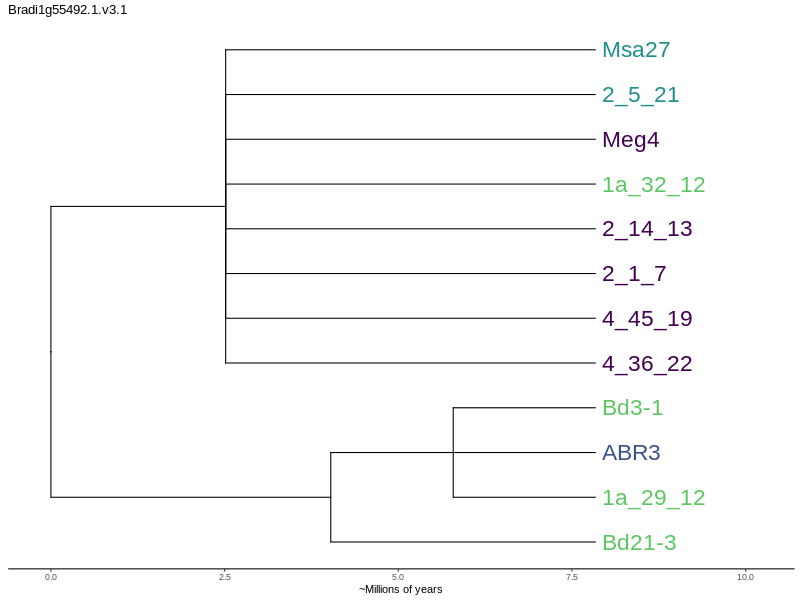 Bradi1g55492.1.v3.1
Msa27
2_5_21
Meg4
1a_32_12
2_14_13
2_1_7
4_45_19
4_36_22
Bd3-1
ABR3
1a_29_12
Bd21-3
0.0 2.5 5.0 7.5 10.0
~Millions of years